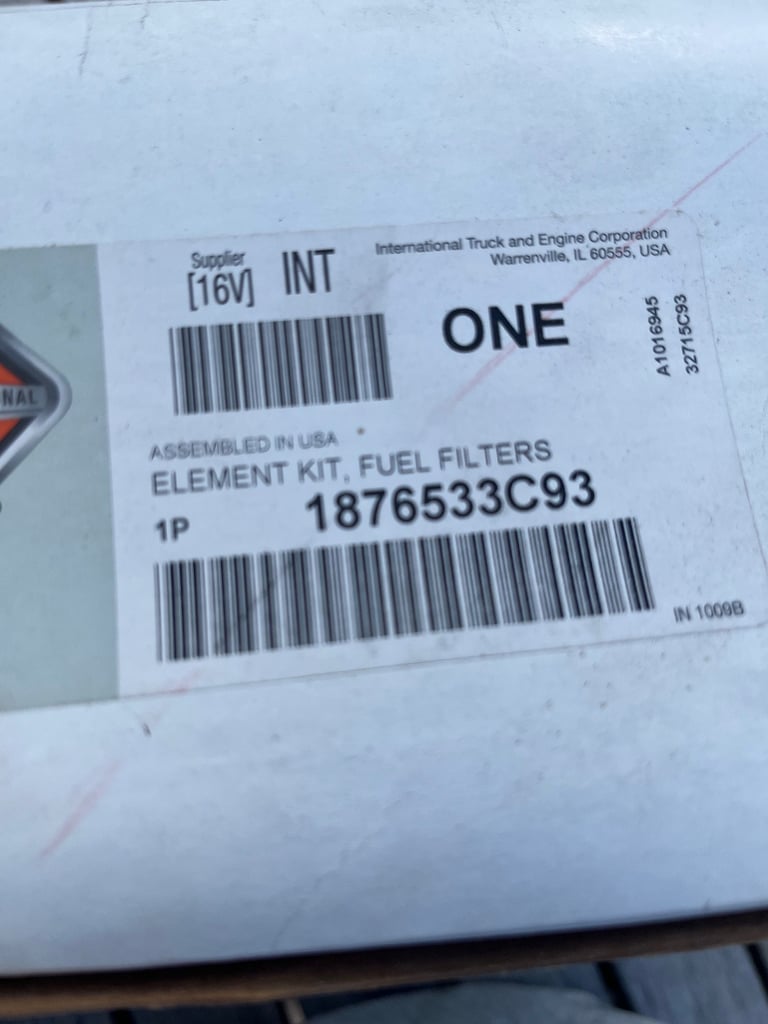 Supplier
[16V] INT
International Truck and Engine Corporation
Warrenville, IL 60555, USA
ONE
A1016945
32715C93
NAL
ASSEMBLED IN USA
ELEMENT KIT, FUEL FILTERS
1P 1876533C93
IN 1009B